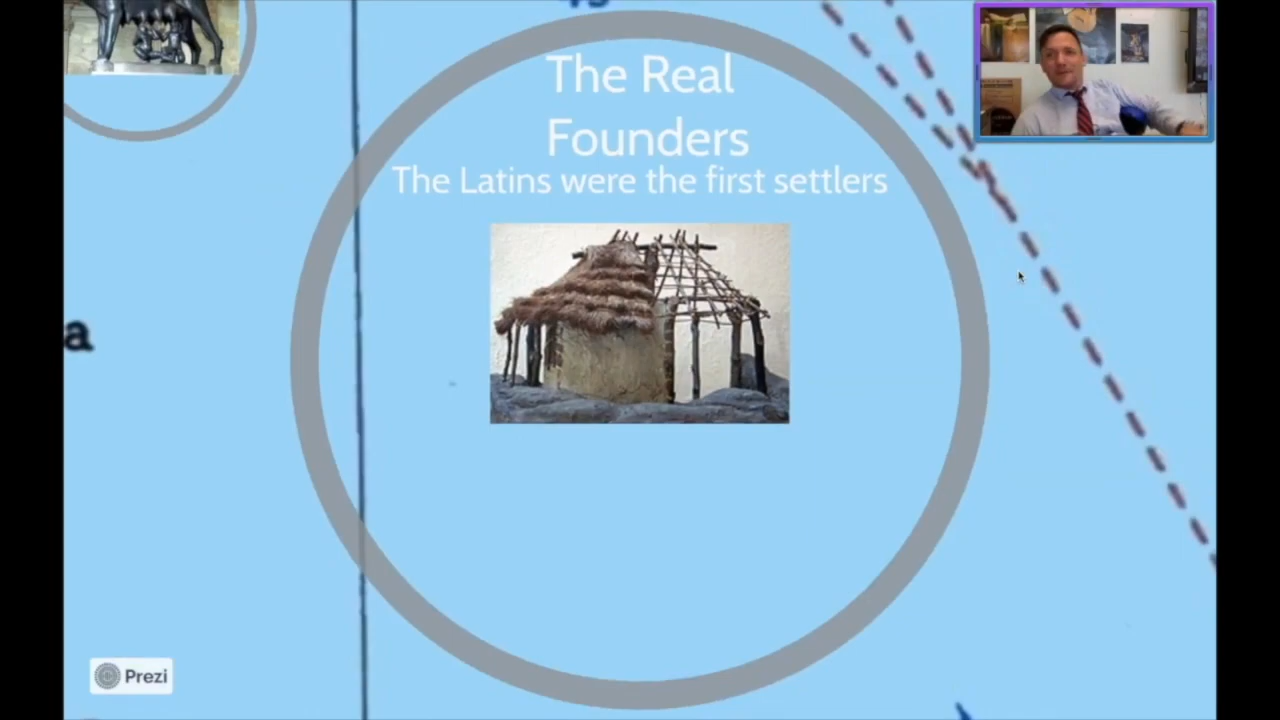 The Real
Founders
The Latins were the first settlers
a
Prezi